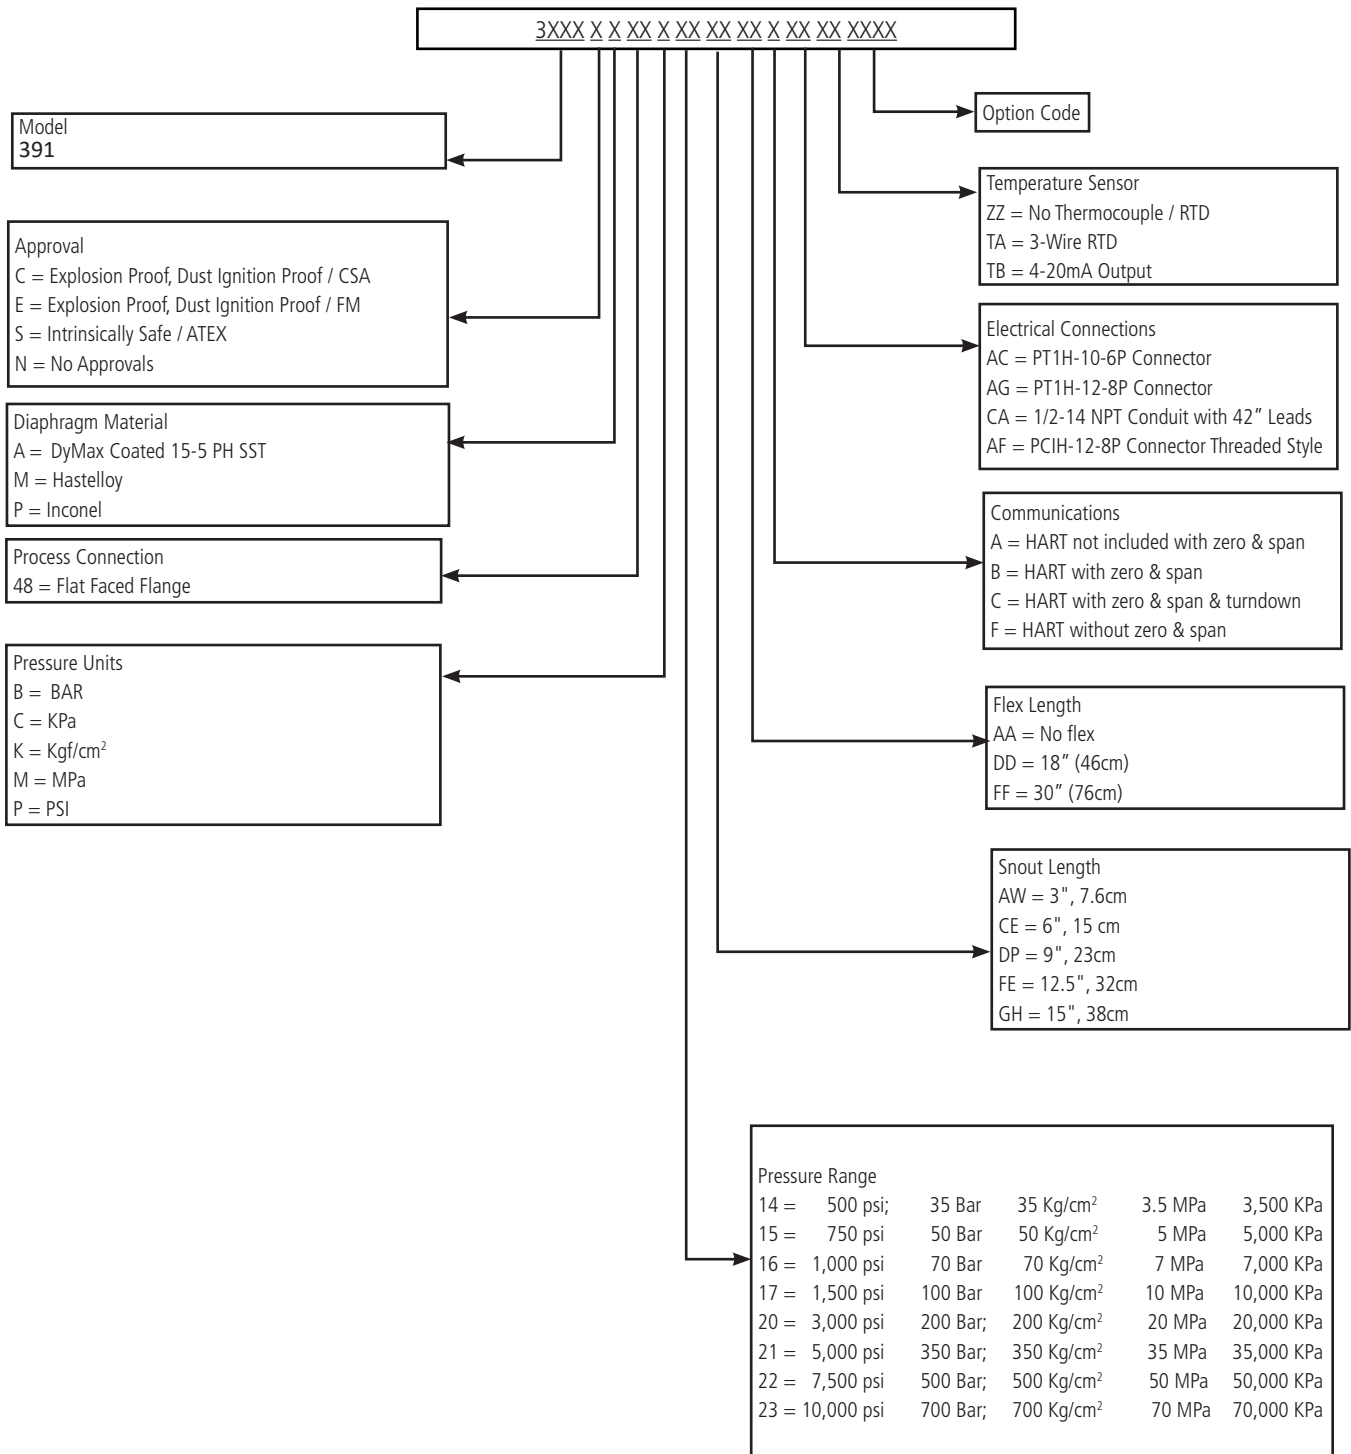 3XXX X X XX X XX XX XX X XX XX XXXX
Option Code
Model
391
Temperature Sensor
ZZ = No Thermocouple / RTD
TA = 3-Wire RTD
TB = 4-20mA Output
Approval
C = Explosion Proof, Dust Ignition Proof / CSA
E = Explosion Proof, Dust Ignition Proof / FM
S = Intrinsically Safe / ATEX
N = No Approvals
Electrical Connections
AC = PT1H-10-6P Connector
AG = PT1H-12-8P Connector
CA = 1/2-14 NPT Conduit with 42" Leads
AF = PCIH-12-8P Connector Threaded Style
Diaphragm Material
A = DyMax Coated 15-5 PH SST
M = Hastelloy
P = Inconel
Communications
A = HART not included with zero & span
B = HART with zero & span
C = HART with zero & span & turndown
F = HART without zero & span
Process Connection
48 = Flat Faced Flange
Pressure Units
B = BAR
C = KPa
K = Kgf/cm²
M = MPa
P = PSI
Flex Length
AA = No flex
DD = 18" (46cm)
FF = 30" (76cm)
Snout Length
AW = 3", 7.6cm
CE = 6", 15 cm
DP = 9", 23cm
FE = 12.5", 32cm
GH = 15", 38cm
Pressure Range
14 = 500 psi; 35 Bar 35 Kg/cm² 3.5 MPa 3,500 KPa
15 = 750 psi 50 Bar 50 Kg/cm² 5 MPa 5,000 KPa
16 = 1,000 psi 70 Bar 70 Kg/cm² 7 MPa 7,000 KPa
17 = 1,500 psi 100 Bar 100 Kg/cm² 10 MPa 10,000 KPa
20 = 3,000 psi 200 Bar; 200 Kg/cm² 20 MPa 20,000 KPa
21 = 5,000 psi 350 Bar; 350 Kg/cm² 35 MPa 35,000 KPa
22 = 7,500 psi 500 Bar; 500 Kg/cm² 50 MPa 50,000 KPa
23 = 10,000 psi 700 Bar; 700 Kg/cm² 70 MPa 70,000 KPa